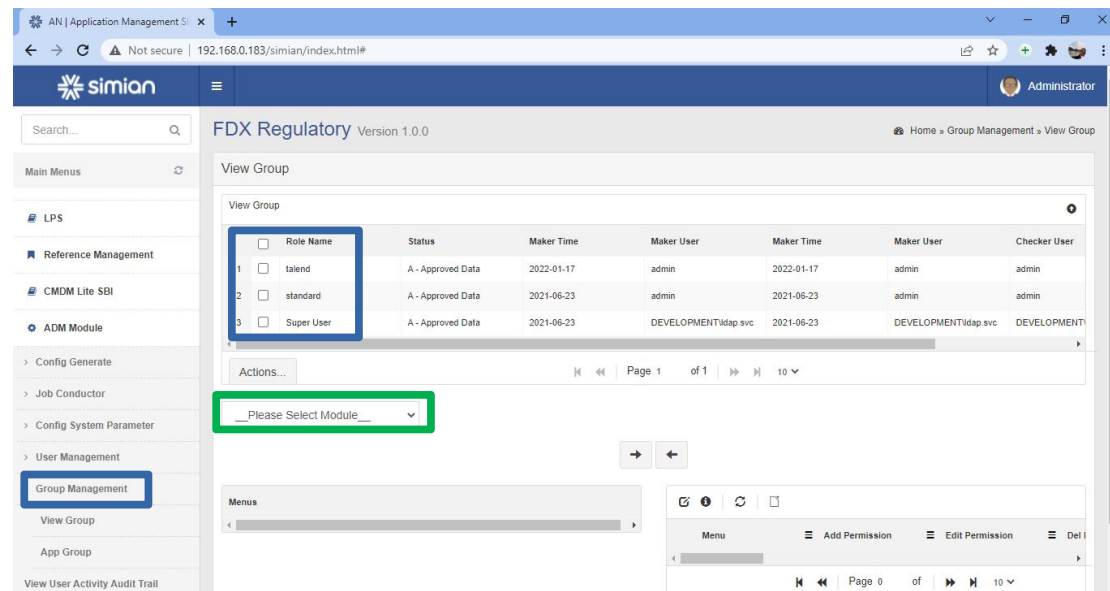 AN | Application Management Si
Not secure | 192.168.0.183/simian/index.html#
simian
Administrator
Search...
FDX Regulatory Version 1.0.0
Home » Group Management » View Group
Main Menus
View Group
View Group
LPS
Role Name Status Maker Time Maker User Maker Time Maker User Checker User
Reference Management
1 talend A - Approved Data 2022-01-17 admin 2022-01-17 admin admin
CMDM Lite SBI
2 standard A - Approved Data 2021-06-23 admin 2021-06-23 admin admin
ADM Module
3 Super User A - Approved Data 2021-06-23 DEVELOPMENT\ldap.svc 2021-06-23 DEVELOPMENT\ldap.svc DEVELOPMENT\
Config Generate
Actions... Page 1 of 1 10
Job Conductor
__Please Select Module__
Config System Parameter
User Management
Group Management
Menus
View Group
Menu Add Permission Edit Permission Del
App Group
View User Activity Audit Trail
Page 0 of 10